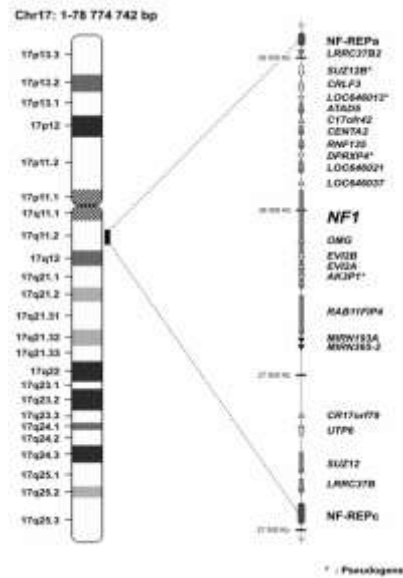 Chr17: 1-78 774 742 bp
17p13.3
17p13.2
17p13.1
17p12
17p11.2
17p11.1
17q11.1
17q11.2
17q12
17q21.1
17q21.2
17q21.31
17q21.32
17q21.33
17q22
17q23.1
17q23.2
17q23.3
17q24.1
17q24.2
17q24.3
17q25.1
17q25.2
17q25.3
NF-REPa
LRRC37B2
SUZ12B*
CRLF3
LOC646013*
ATAD5
C17orf42
CENTA2
RNF135
DPRXP4*
LOC646021
LOC646037
NF1
OMG
EVI2B
EVI2A
AK3P1*
RAB11FIP4
MIRN193A
MIRN365-2
CR17orf79
UTP6
SUZ12
LRRC37B
NF-REPc
* : Pseudogene